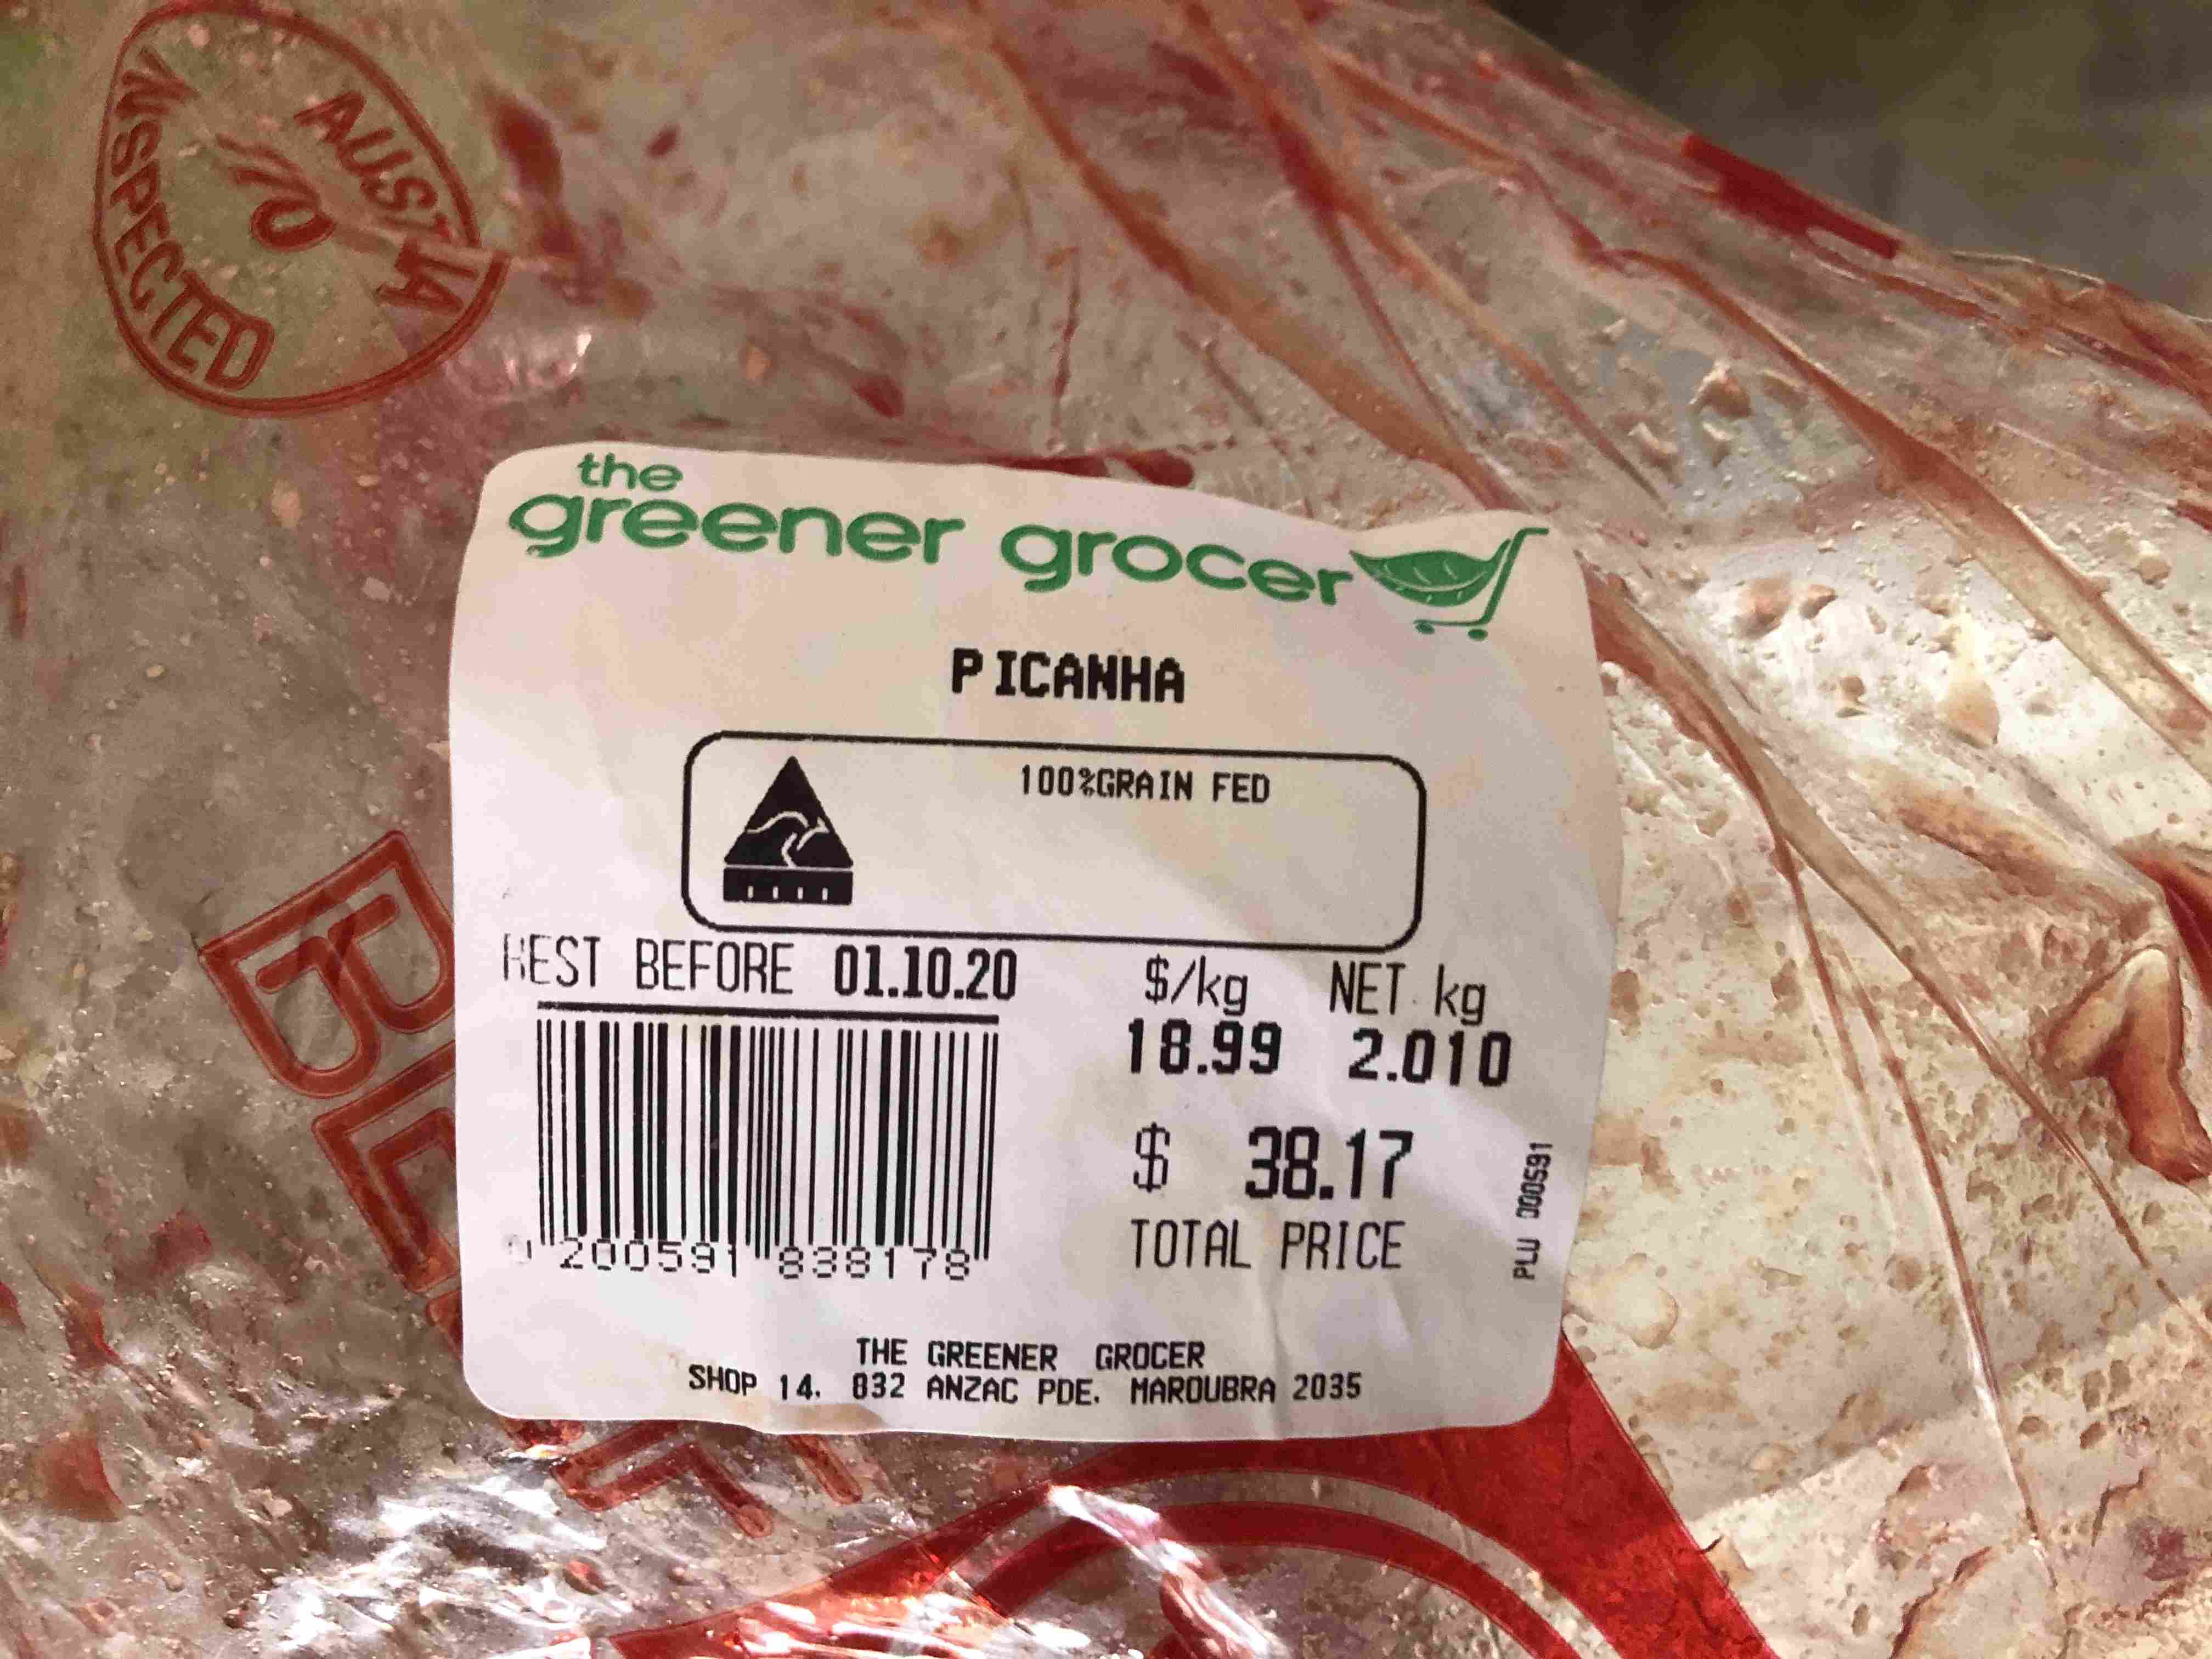 AUSTRALIA
INSPECTED
the
greener grocer
PICANHA
100%GRAIN FED
BEST BEFORE 01.10.20
$/kg NET kg
18.99 2.010
$ 38.17
TOTAL PRICE
PLU 000591
0 200591 838178
THE GREENER GROCER
SHOP 14. 832 ANZAC PDE. MAROUBRA 2035